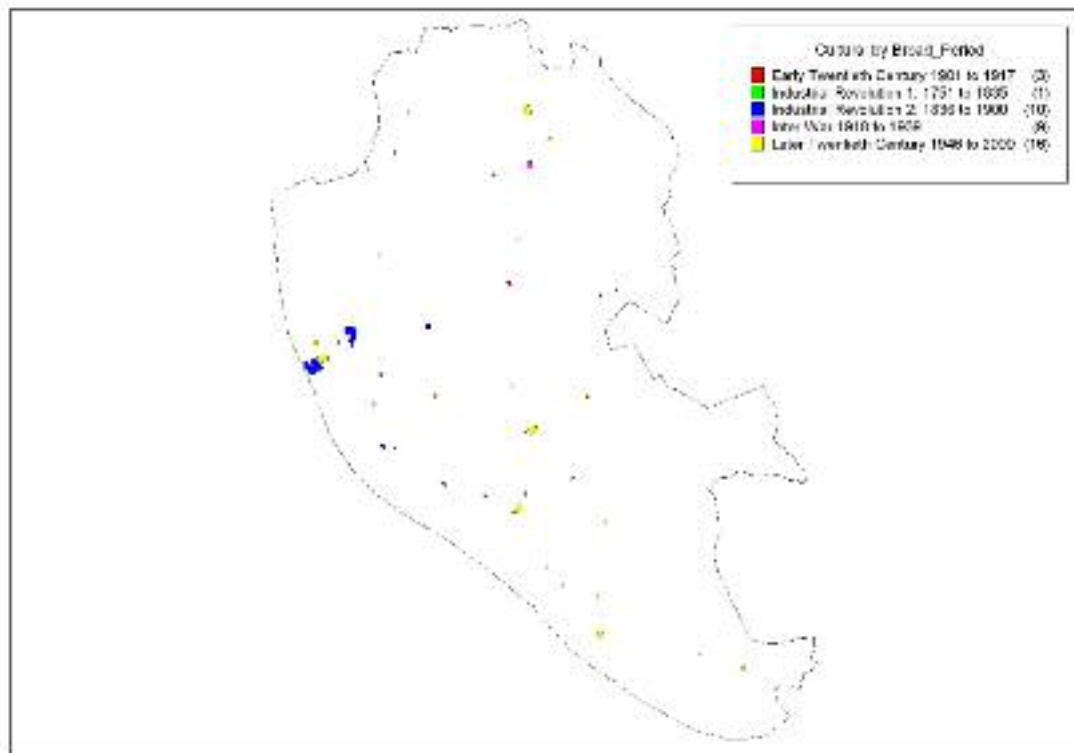 Culture by Broad_Period
Early Twentieth Century 1901 to 1917 (3)
Industrial Revolution 1: 1751 to 1835 (1)
Industrial Revolution 2: 1836 to 1900 (10)
Inter War 1918 to 1939 (9)
Later Twentieth Century 1946 to 2000 (16)